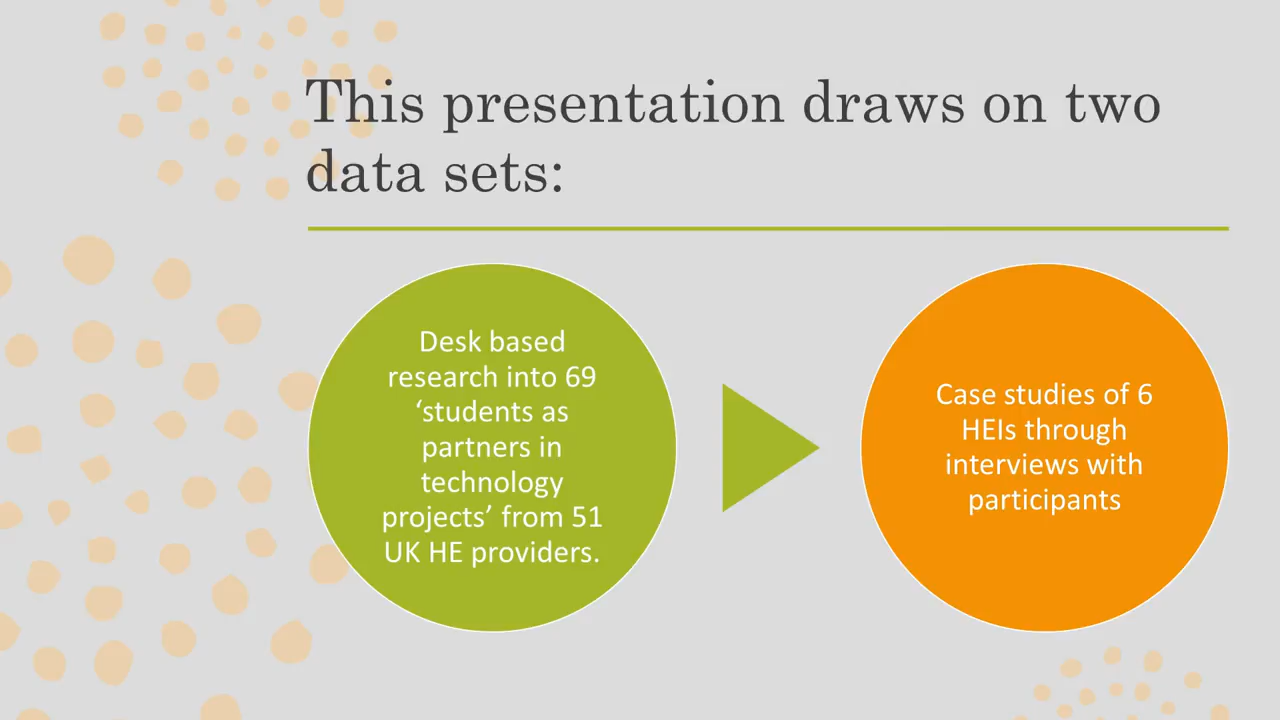 This presentation draws on two
data sets:
Desk based
research into 69
‘students as
partners in
technology
projects’ from 51
UK HE providers.
Case studies of 6
HEIs through
interviews with
participants